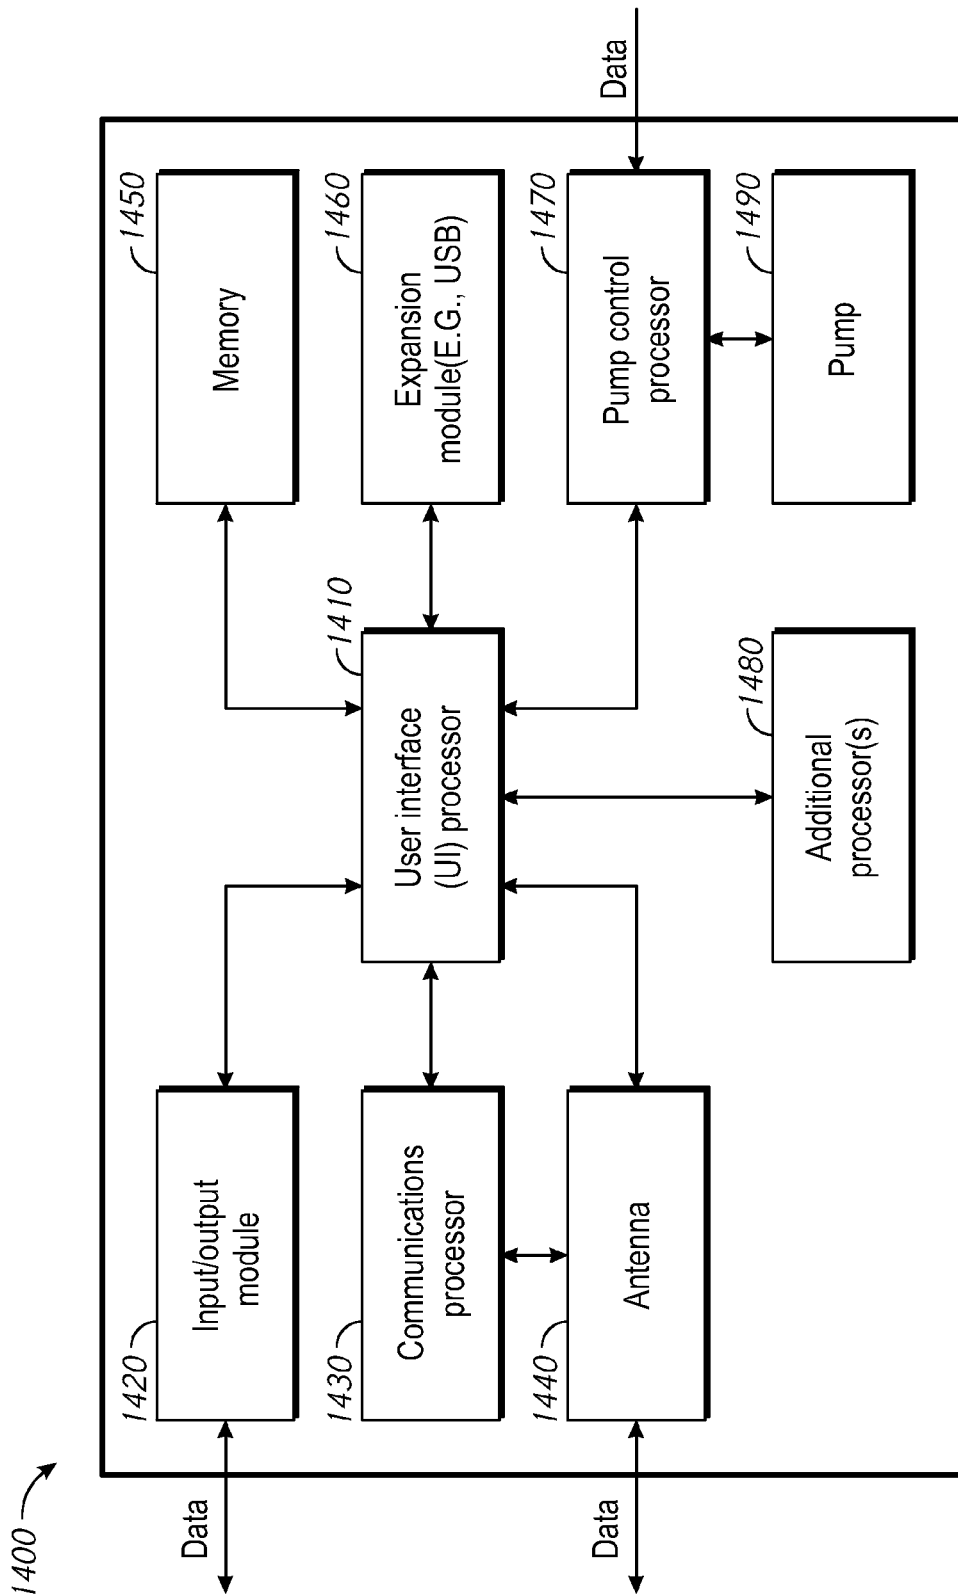 1400
Data
1420
Input/output
module
1430
Communications
processor
Data
1440
Antenna
1410
User interface
(UI) processor
1480
Additional
processor(s)
1450
Memory
1460
Expansion
module(E.G., USB)
1470
Pump control
processor
Data
1490
Pump